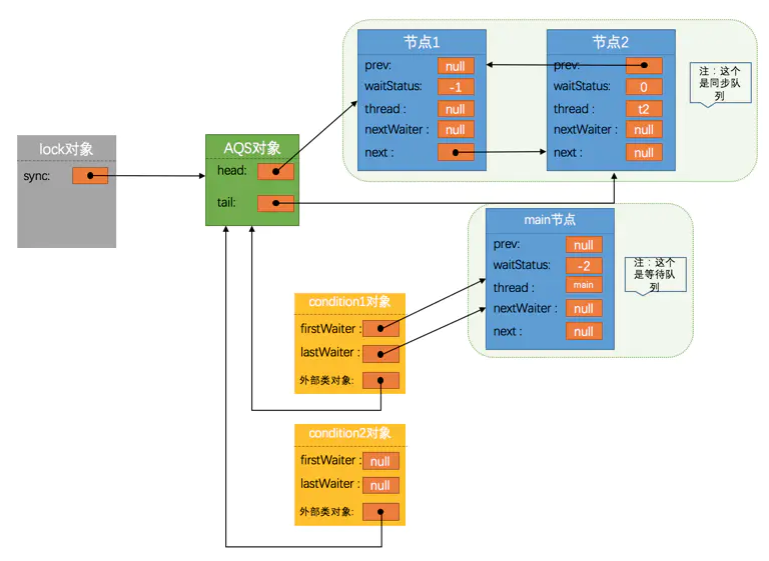 节点1
prev: null
waitStatus: -1
thread : null
nextWaiter : null
next :
节点2
prev:
waitStatus: 0
thread : t2
nextWaiter : null
next : null
注：这个
是同步队
列
lock对象
sync:
AQS对象
head:
tail:
main节点
prev: null
waitStatus: -2
thread : main
nextWaiter : null
next : null
注：这个
是等待队
列
condition1对象
firstWaiter :
lastWaiter :
外部类对象:
condition2对象
firstWaiter : null
lastWaiter : null
外部类对象: